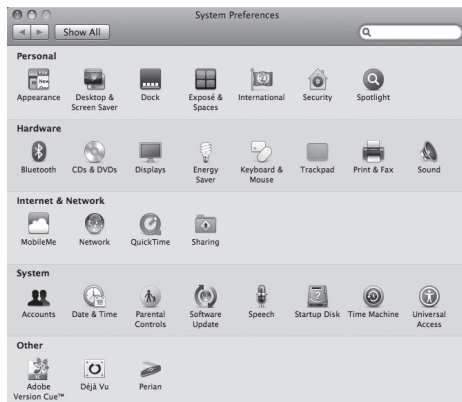 System Preferences
Show All
Personal
Appearance Desktop & Screen Saver Dock Exposé & Spaces International Security Spotlight
Hardware
Bluetooth CDs & DVDs Displays Energy Saver Keyboard & Mouse Trackpad Print & Fax Sound
Internet & Network
MobileMe Network QuickTime Sharing
System
Accounts Date & Time Parental Controls Software Update Speech Startup Disk Time Machine Universal Access
Other
Adobe Version Cue™ Déjà Vu Perian